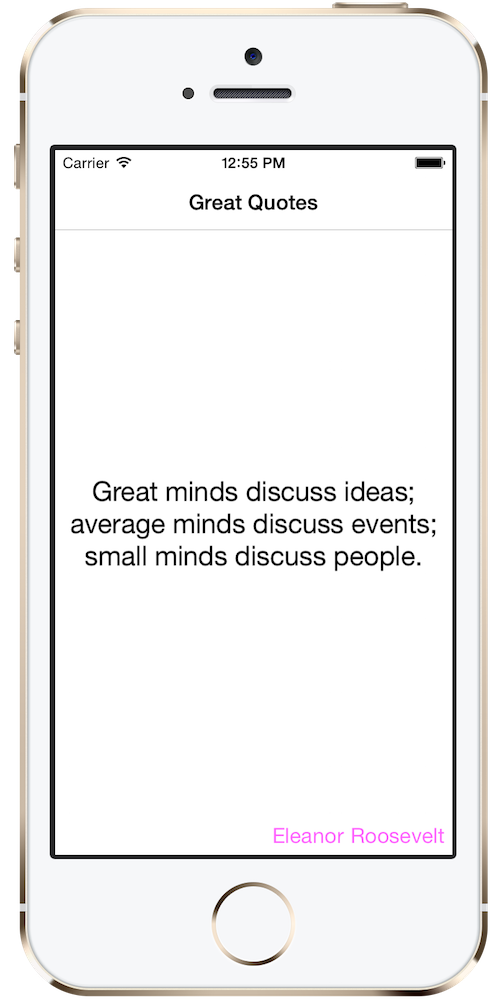 Carrier 12:55 PM
Great Quotes
Great minds discuss ideas;
average minds discuss events;
small minds discuss people.
Eleanor Roosevelt